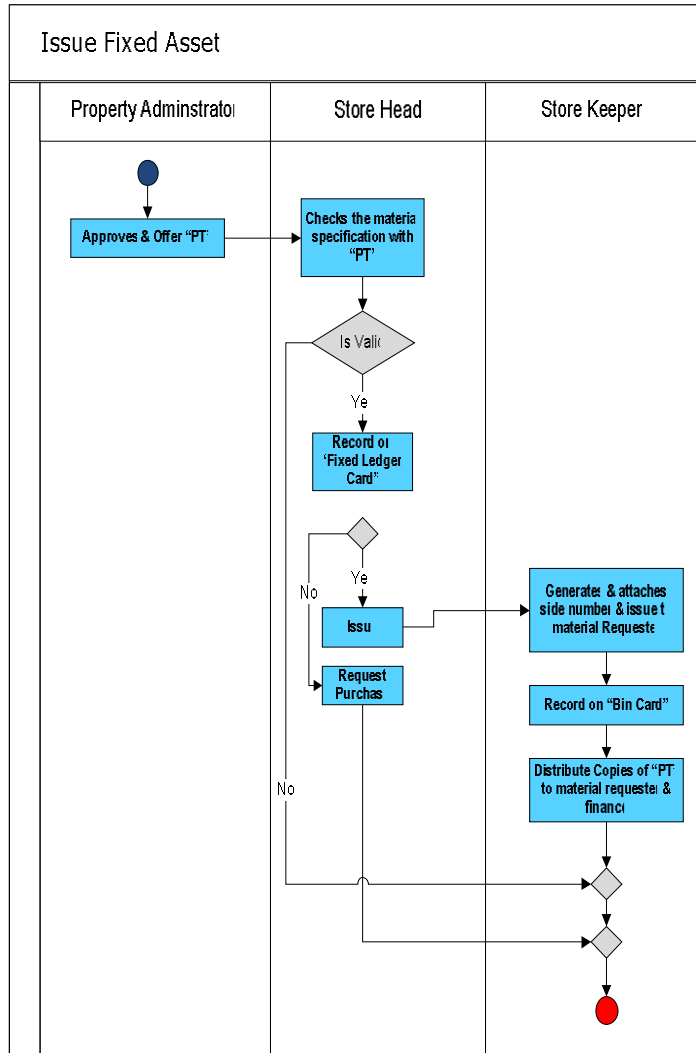 Issue Fixed Asset
Property Adminstrator
Store Head
Store Keeper
Approves & Offer “PT”
Checks the material
specification with
“PT”
Is Valid
Ye
Record on
‘Fixed Ledger
Card”
No
Ye
Issu
Request
Purchas
Generates & attaches
side number & issue t
material Requeste
Record on “Bin Card”
Distribute Copies of “PT
to material requester &
finance
No